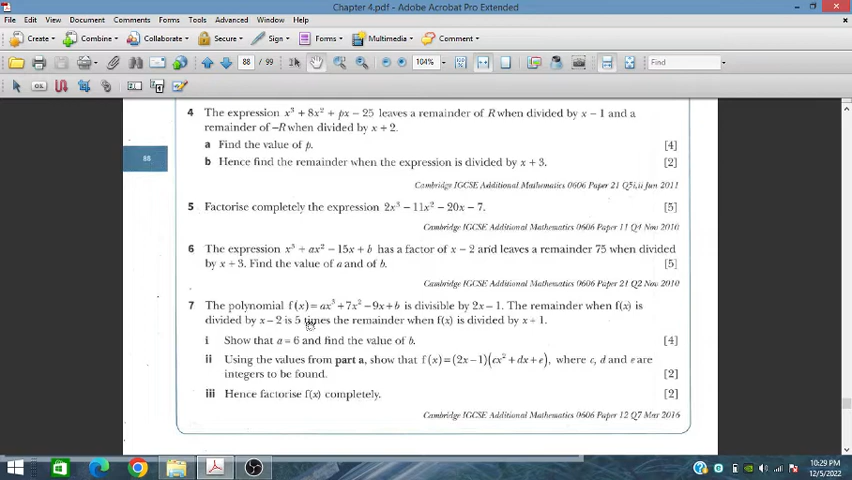 Chapter 4.pdf - Adobe Acrobat Pro Extended
File Edit View Document Comments Forms Tools Advanced Window Help
Create Combine Collaborate Secure Sign Forms Multimedia Comment
88 / 99 104% Find
4 The expression x³ + 8x² + px − 25 leaves a remainder of R when divided by x − 1 and a
remainder of −R when divided by x + 2.
a Find the value of p. [4]
88
b Hence find the remainder when the expression is divided by x + 3. [2]
Cambridge IGCSE Additional Mathematics 0606 Paper 21 Q5i,ii Jun 2011
5 Factorise completely the expression 2x³ − 11x² − 20x − 7. [5]
Cambridge IGCSE Additional Mathematics 0606 Paper 11 Q4 Nov 2010
6 The expression x³ + ax² − 15x + b has a factor of x − 2 and leaves a remainder 75 when divided
by x + 3. Find the value of a and of b. [5]
Cambridge IGCSE Additional Mathematics 0606 Paper 21 Q2 Nov 2010
7 The polynomial f(x) = ax³ + 7x² − 9x + b is divisible by 2x − 1. The remainder when f(x) is
divided by x − 2 is 5 times the remainder when f(x) is divided by x + 1.
i Show that a = 6 and find the value of b. [4]
ii Using the values from part a, show that f(x) = (2x − 1)(cx² + dx + e), where c, d and e are
integers to be found. [2]
iii Hence factorise f(x) completely. [2]
Cambridge IGCSE Additional Mathematics 0606 Paper 12 Q7 Mar 2016
10:29 PM
12/5/2022